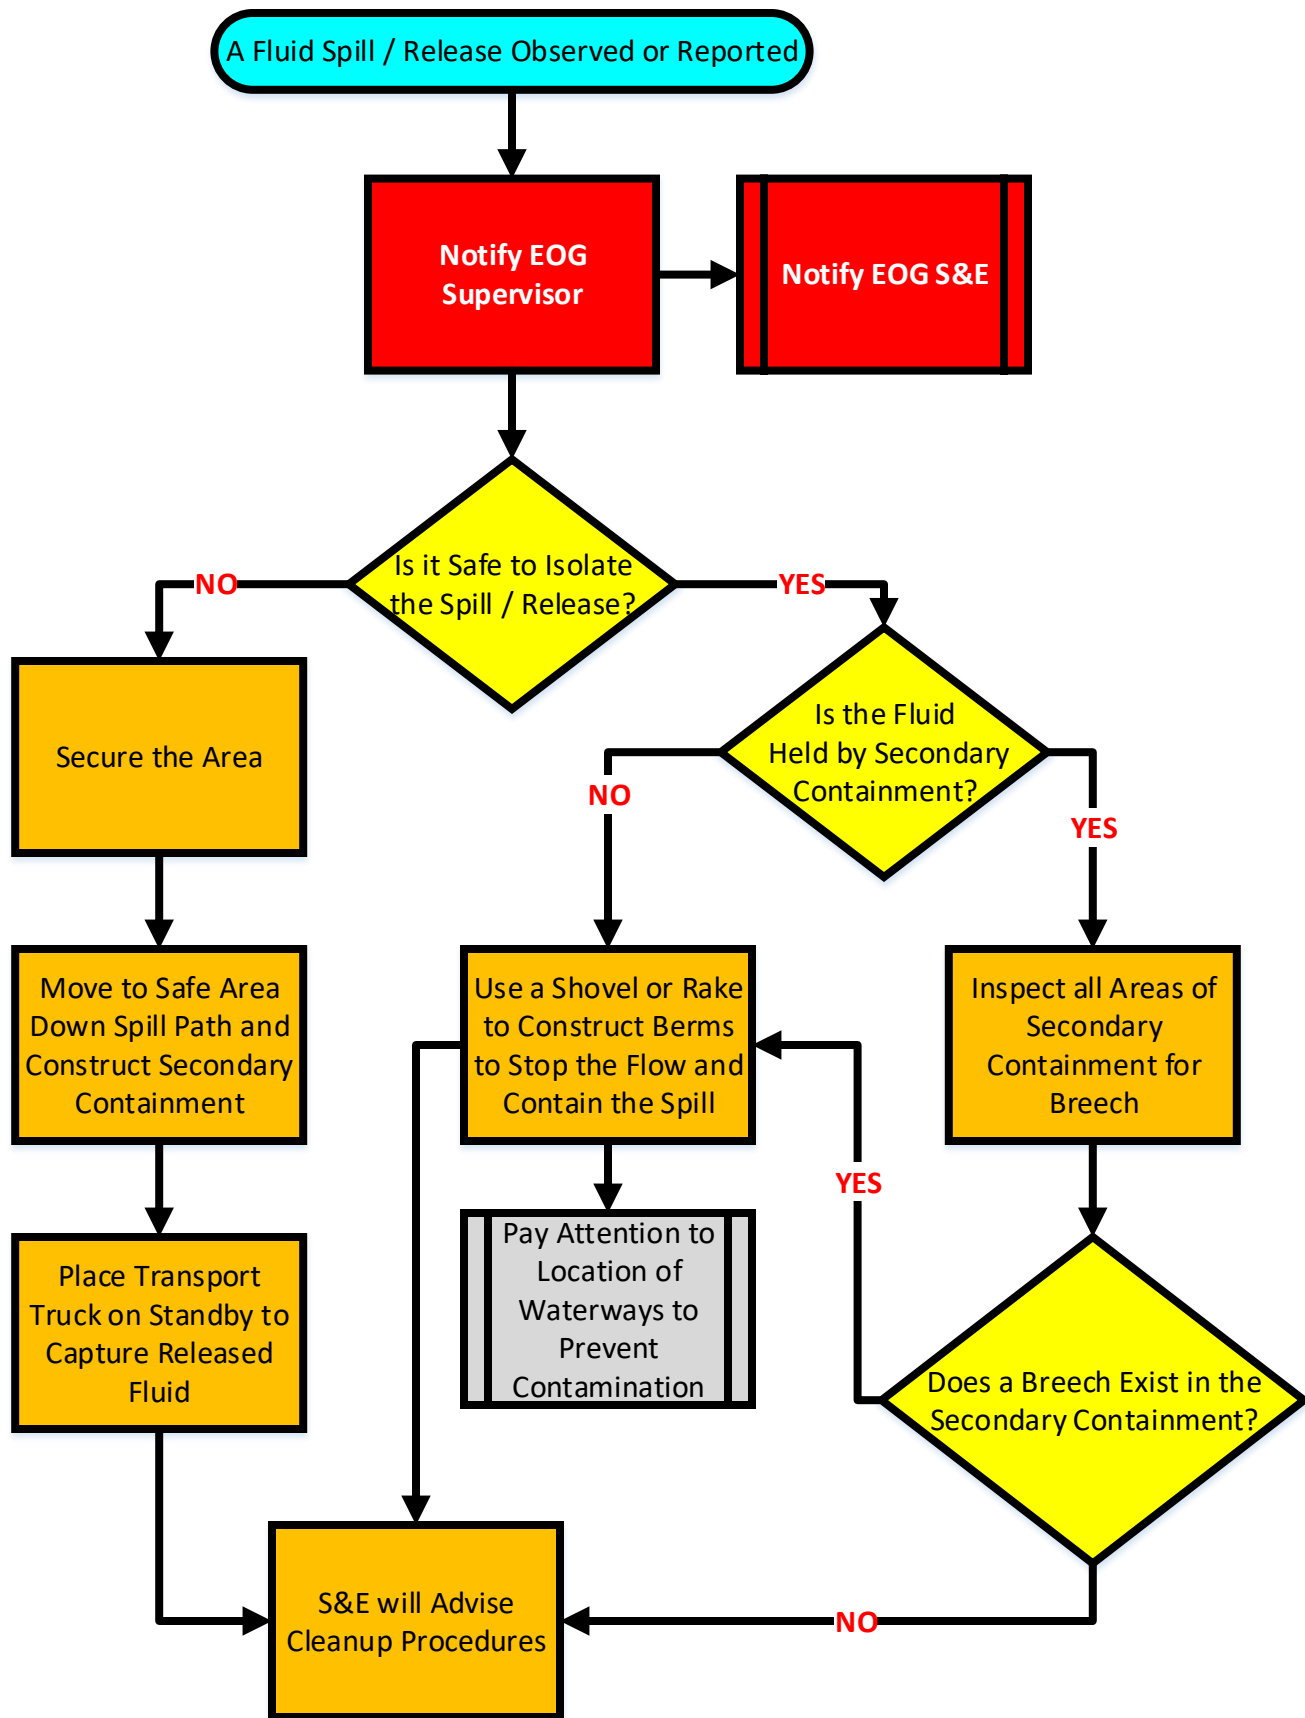 A Fluid Spill / Release Observed or Reported
Notify EOG
Supervisor
Notify EOG S&E
Is it Safe to Isolate
the Spill / Release?
NO
YES
Secure the Area
Is the Fluid
Held by Secondary
Containment?
NO
YES
Move to Safe Area
Down Spill Path and
Construct Secondary
Containment
Use a Shovel or Rake
to Construct Berms
to Stop the Flow and
Contain the Spill
Inspect all Areas of
Secondary
Containment for
Breech
YES
Place Transport
Truck on Standby to
Capture Released
Fluid
Pay Attention to
Location of
Waterways to
Prevent
Contamination
Does a Breech Exist in the
Secondary Containment?
S&E will Advise
Cleanup Procedures
NO